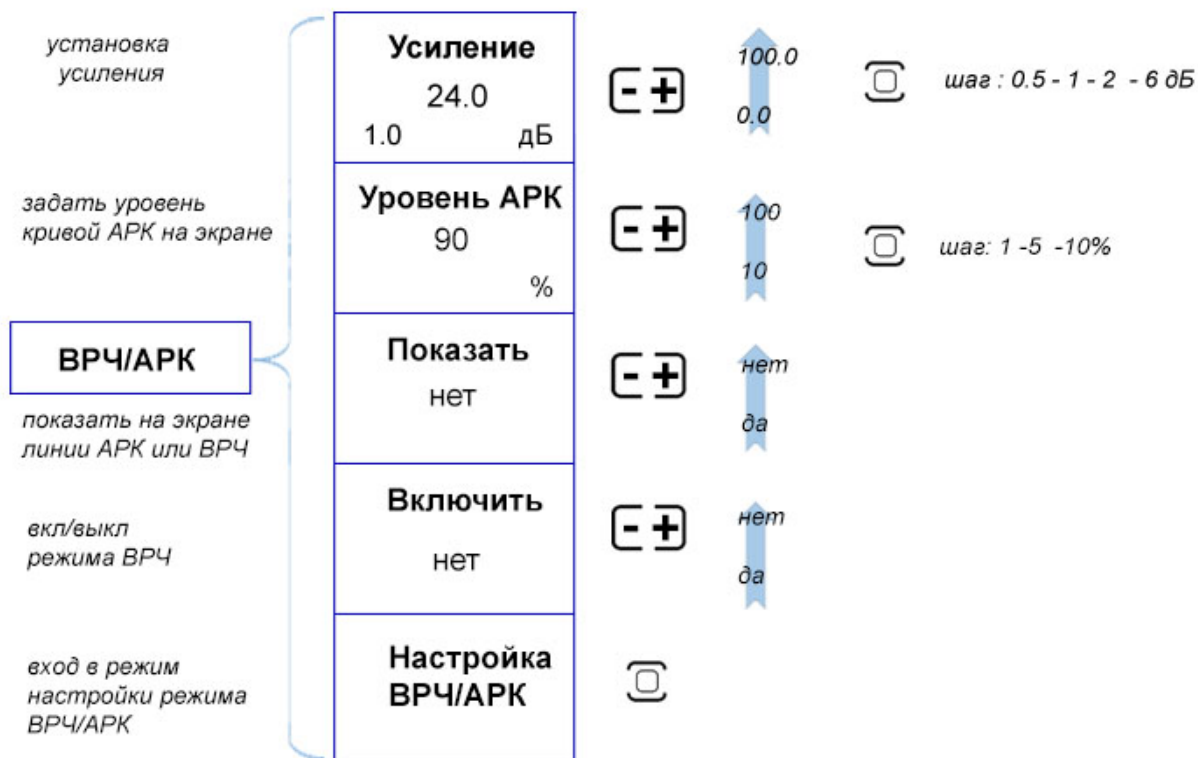 установка
усиления
Усиление
24.0
1.0 дБ
- +
100.0
0.0
шаг : 0.5 - 1 - 2 - 6 дБ
задать уровень
кривой АРК на экране
Уровень АРК
90
%
- +
100
10
шаг: 1 -5 -10%
ВРЧ/АРК
показать на экране
линии АРК или ВРЧ
Показать
нет
- +
нет
да
вкл/выкл
режима ВРЧ
Включить
нет
- +
нет
да
вход в режим
настройки режима
ВРЧ/АРК
Настройка
ВРЧ/АРК